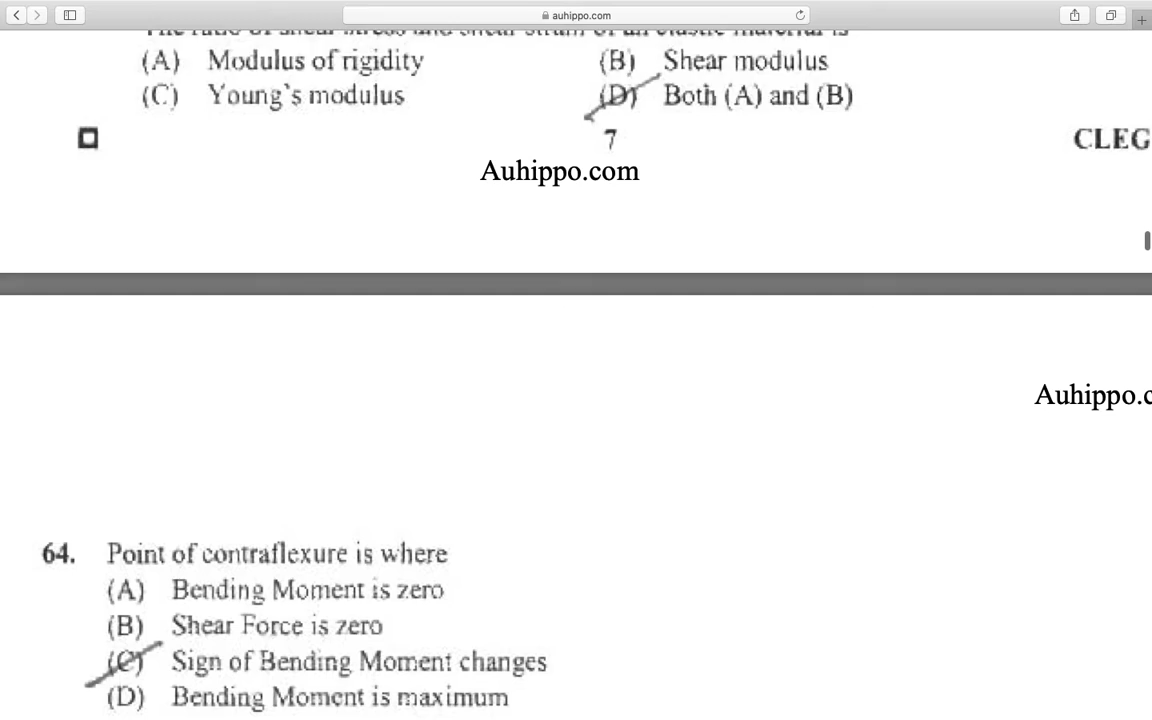 auhippo.com
(A) Modulus of rigidity (B) Shear modulus
(C) Young`s modulus (D) Both (A) and (B)
7 CLEG
Auhippo.com
Auhippo.c
64. Point of contraflexure is where
(A) Bending Moment is zero
(B) Shear Force is zero
(C) Sign of Bending Moment changes
(D) Bending Moment is maximum